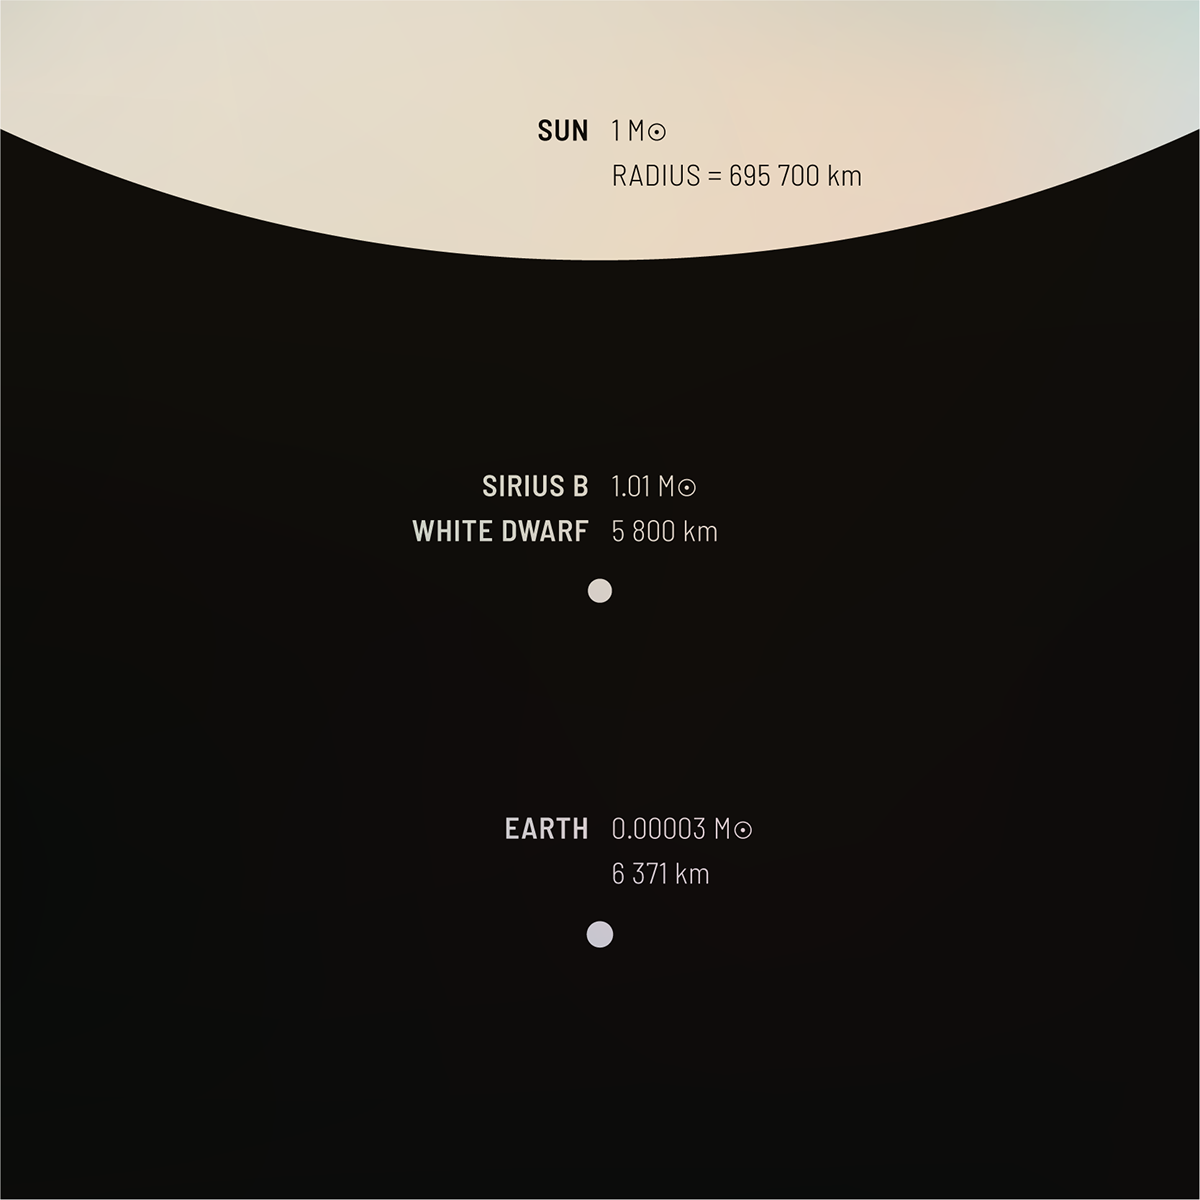 SUN 1 M☉
RADIUS = 695 700 km
SIRIUS B 1.01 M☉
WHITE DWARF 5 800 km
EARTH 0.00003 M☉
6 371 km